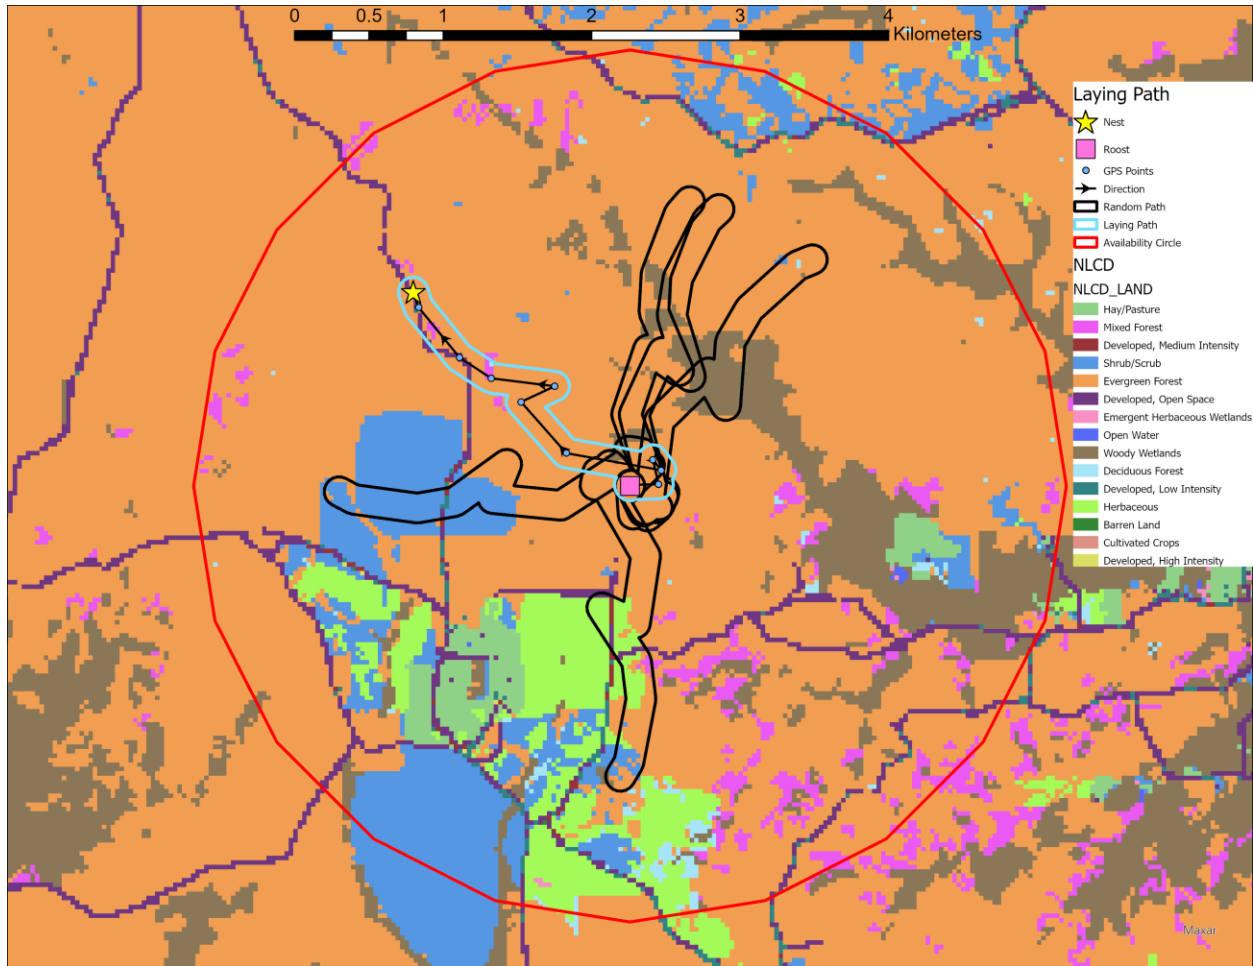 0 0.5 1 2 3 4
Kilometers
Laying Path
Nest
Roost
GPS Points
Direction
Random Path
Laying Path
Availability Circle
NLCD
NLCD_LAND
Hay/Pasture
Mixed Forest
Developed, Medium Intensity
Shrub/Scrub
Evergreen Forest
Developed, Open Space
Emergent Herbaceous Wetlands
Open Water
Woody Wetlands
Deciduous Forest
Developed, Low Intensity
Herbaceous
Barren Land
Cultivated Crops
Developed, High Intensity
Maxar